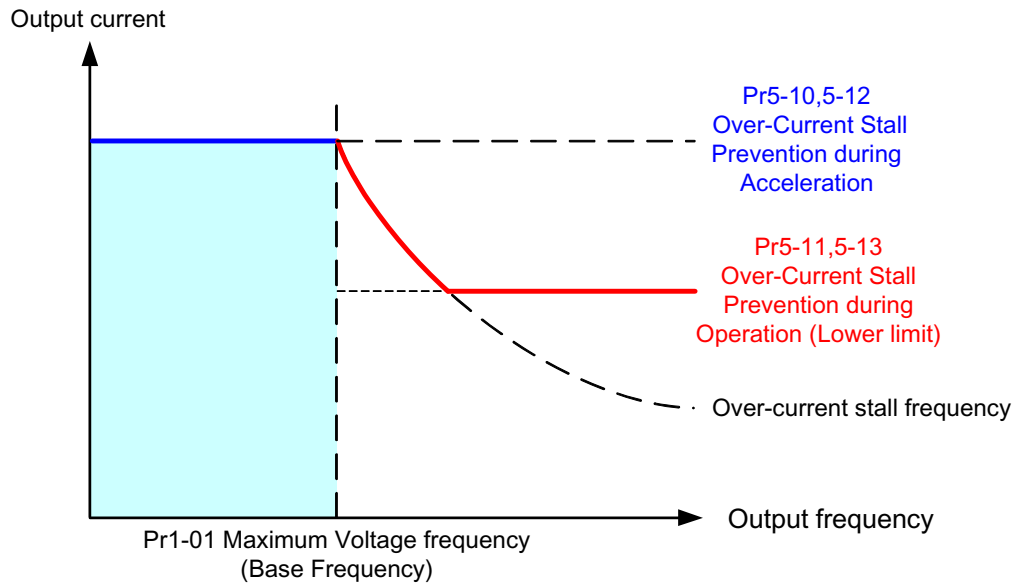 Output current
Pr5-10,5-12
Over-Current Stall
Prevention during
Acceleration
Pr5-11,5-13
Over-Current Stall
Prevention during
Operation (Lower limit)
Over-current stall frequency
Output frequency
Pr1-01 Maximum Voltage frequency
(Base Frequency)